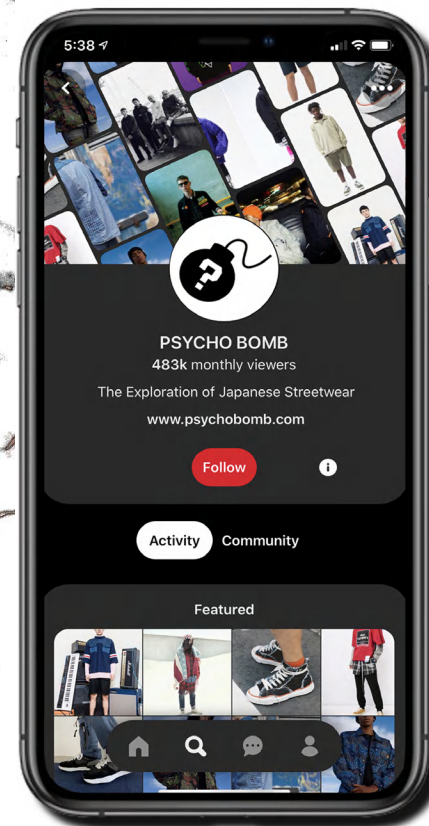 5:38
?
PSYCHO BOMB
483k monthly viewers
The Exploration of Japanese Streetwear
www.psychobomb.com
Follow
i
Activity Community
Featured